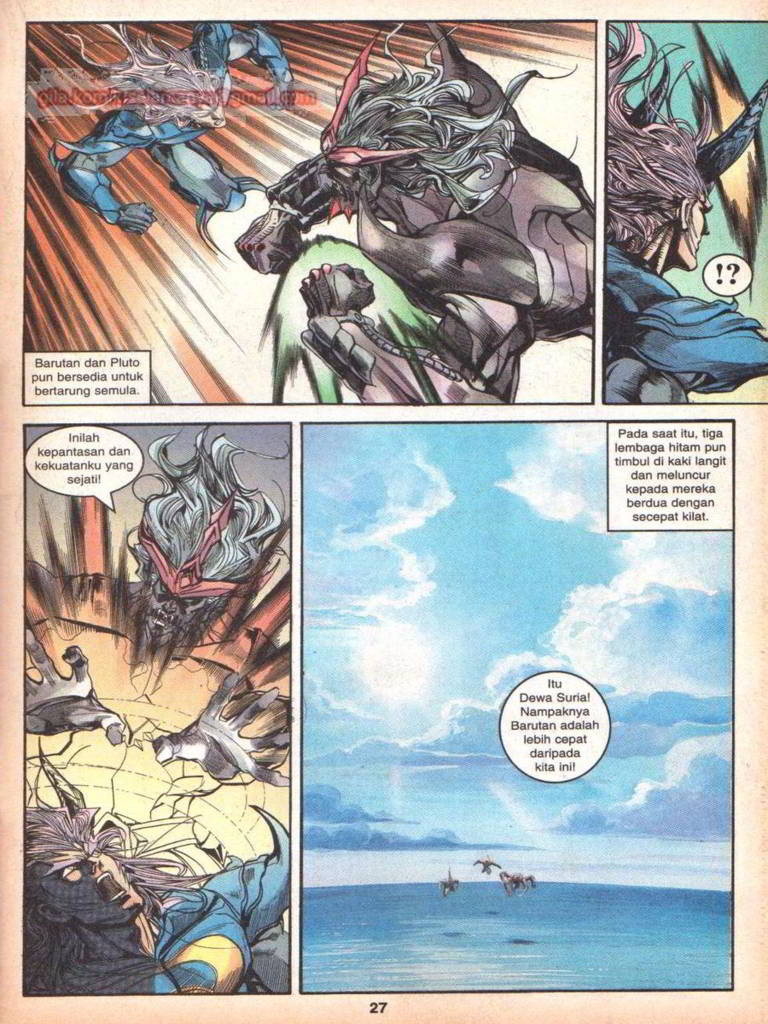 gila.komik
Barutan dan Pluto
pun bersedia untuk
bertarung semula.
!?
Inilah
kepantasan dan
kekuatanku yang
sejati!
Pada saat itu, tiga
lembaga hitam pun
timbul di kaki langit
dan meluncur
kepada mereka
berdua dengan
secepat kilat.
Itu
Dewa Suria!
Nampaknya
Barutan adalah
lebih cepat
daripada
kita ini!
27